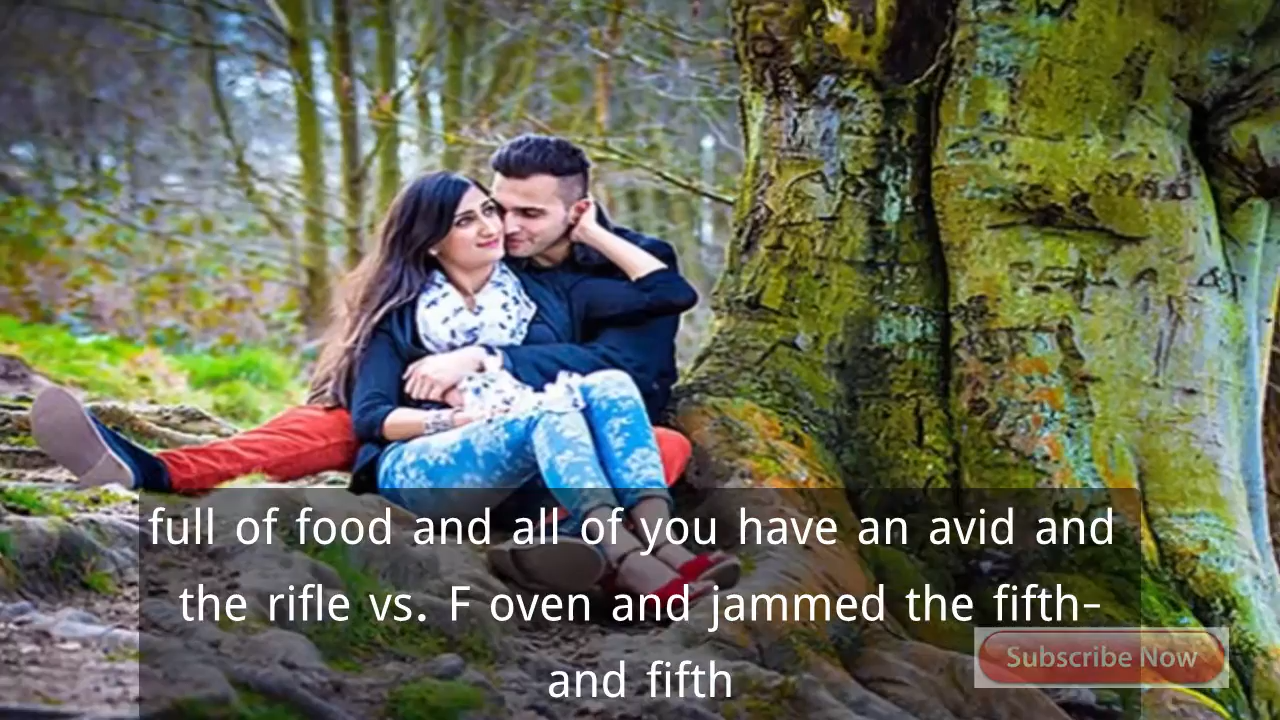 full of food and all of you have an avid and
the rifle vs. F oven and jammed the fifth-
and fifth
Subscribe Now